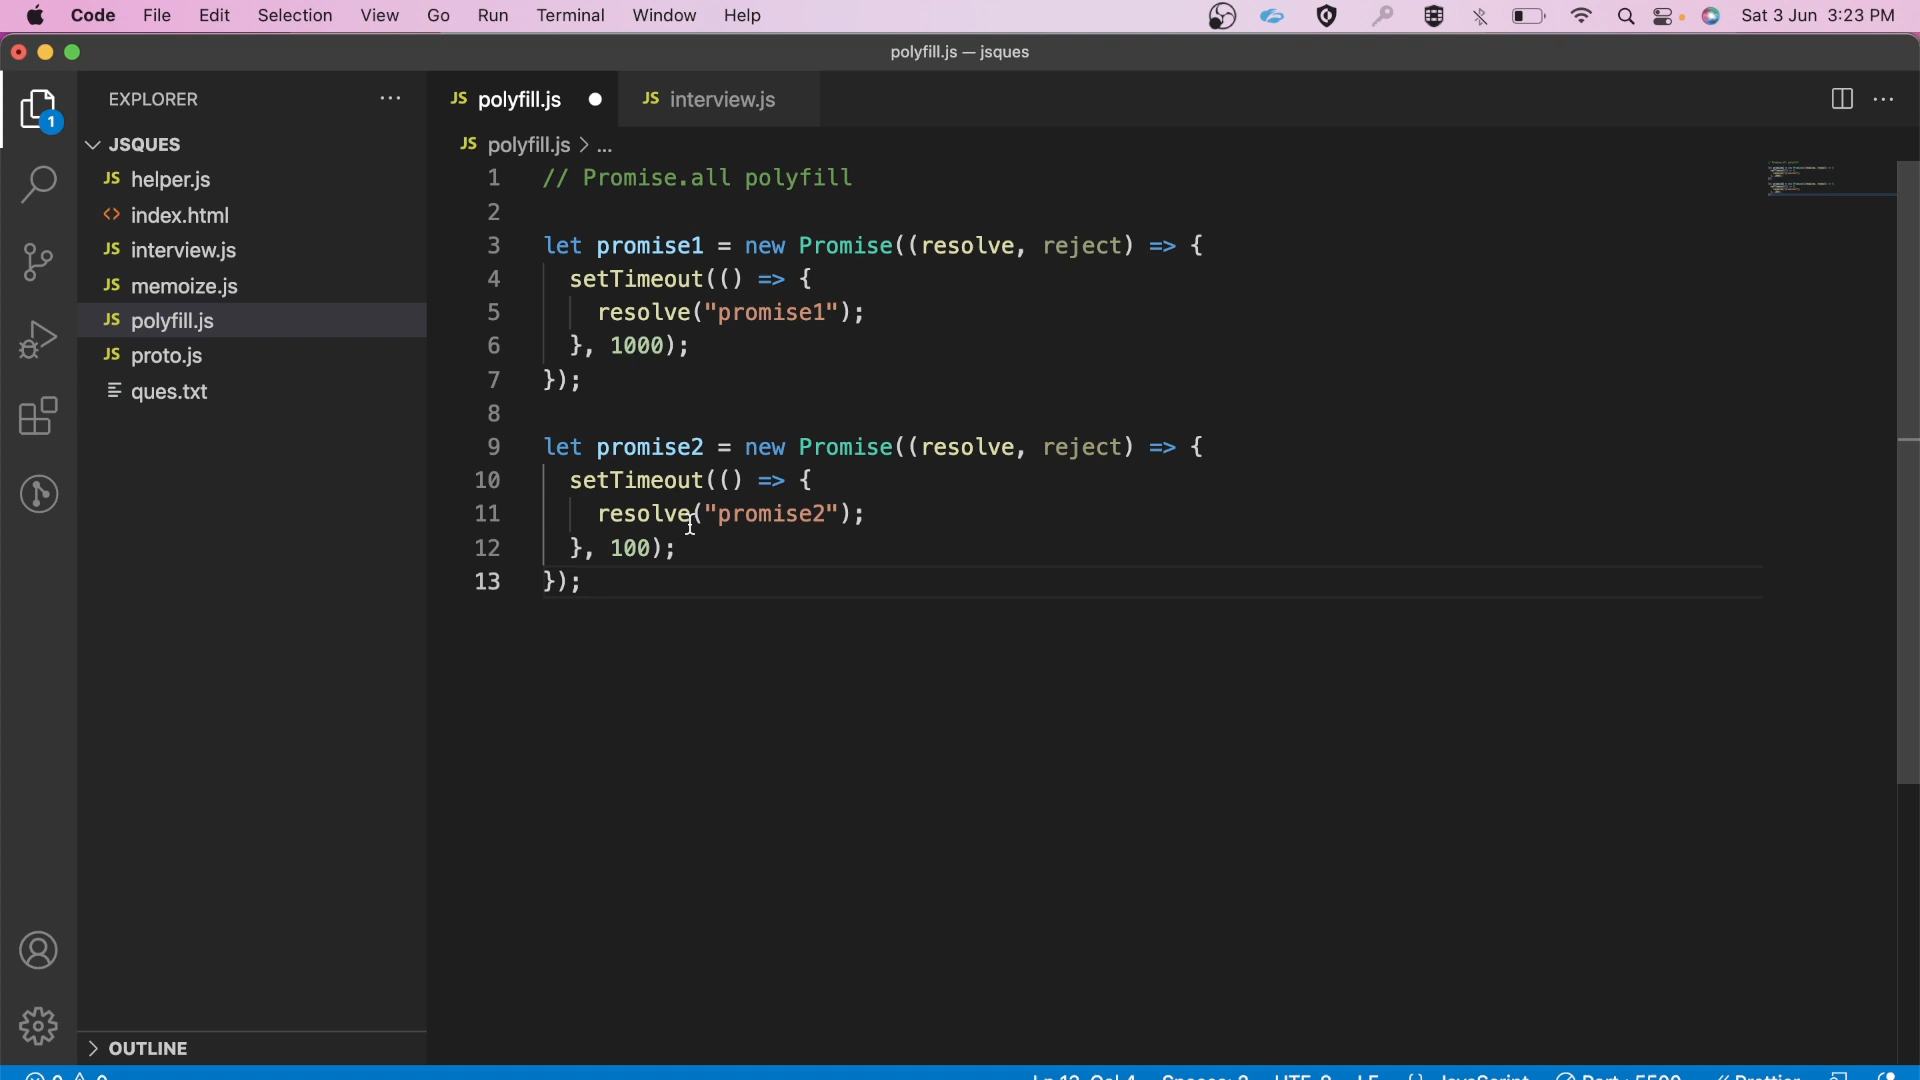 Code File Edit Selection View Go Run Terminal Window Help Sat 3 Jun 3:23 PM
polyfill.js — jsques
EXPLORER
JS polyfill.js
JS interview.js
1
JSQUES
JS helper.js
index.html
JS interview.js
JS memoize.js
JS polyfill.js
JS proto.js
ques.txt
OUTLINE
JS polyfill.js > ...
1 // Promise.all polyfill
2
3 let promise1 = new Promise((resolve, reject) => {
4 setTimeout(() => {
5 resolve("promise1");
6 }, 1000);
7 });
8
9 let promise2 = new Promise((resolve, reject) => {
10 setTimeout(() => {
11 resolve("promise2");
12 }, 100);
13 });